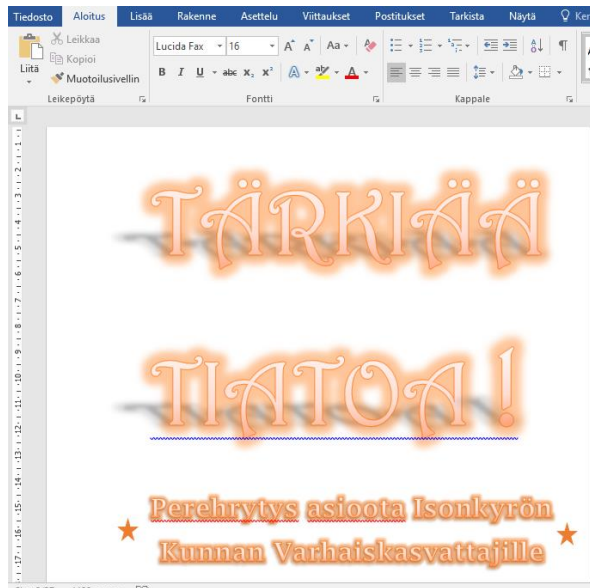 Tiedosto Aloitus Lisää Rakenne Asettelu Viittaukset Postitukset Tarkista Näytä
Liitä
Leikkaa
Kopioi
Muotoilusivellin
Leikepöytä
Lucida Fax 16
Fontti
Kappale
TÄRKIÄÄ
TIATOA !
Perehrytys asioota Isonkyrön
Kunnan Varhaiskasvattajille